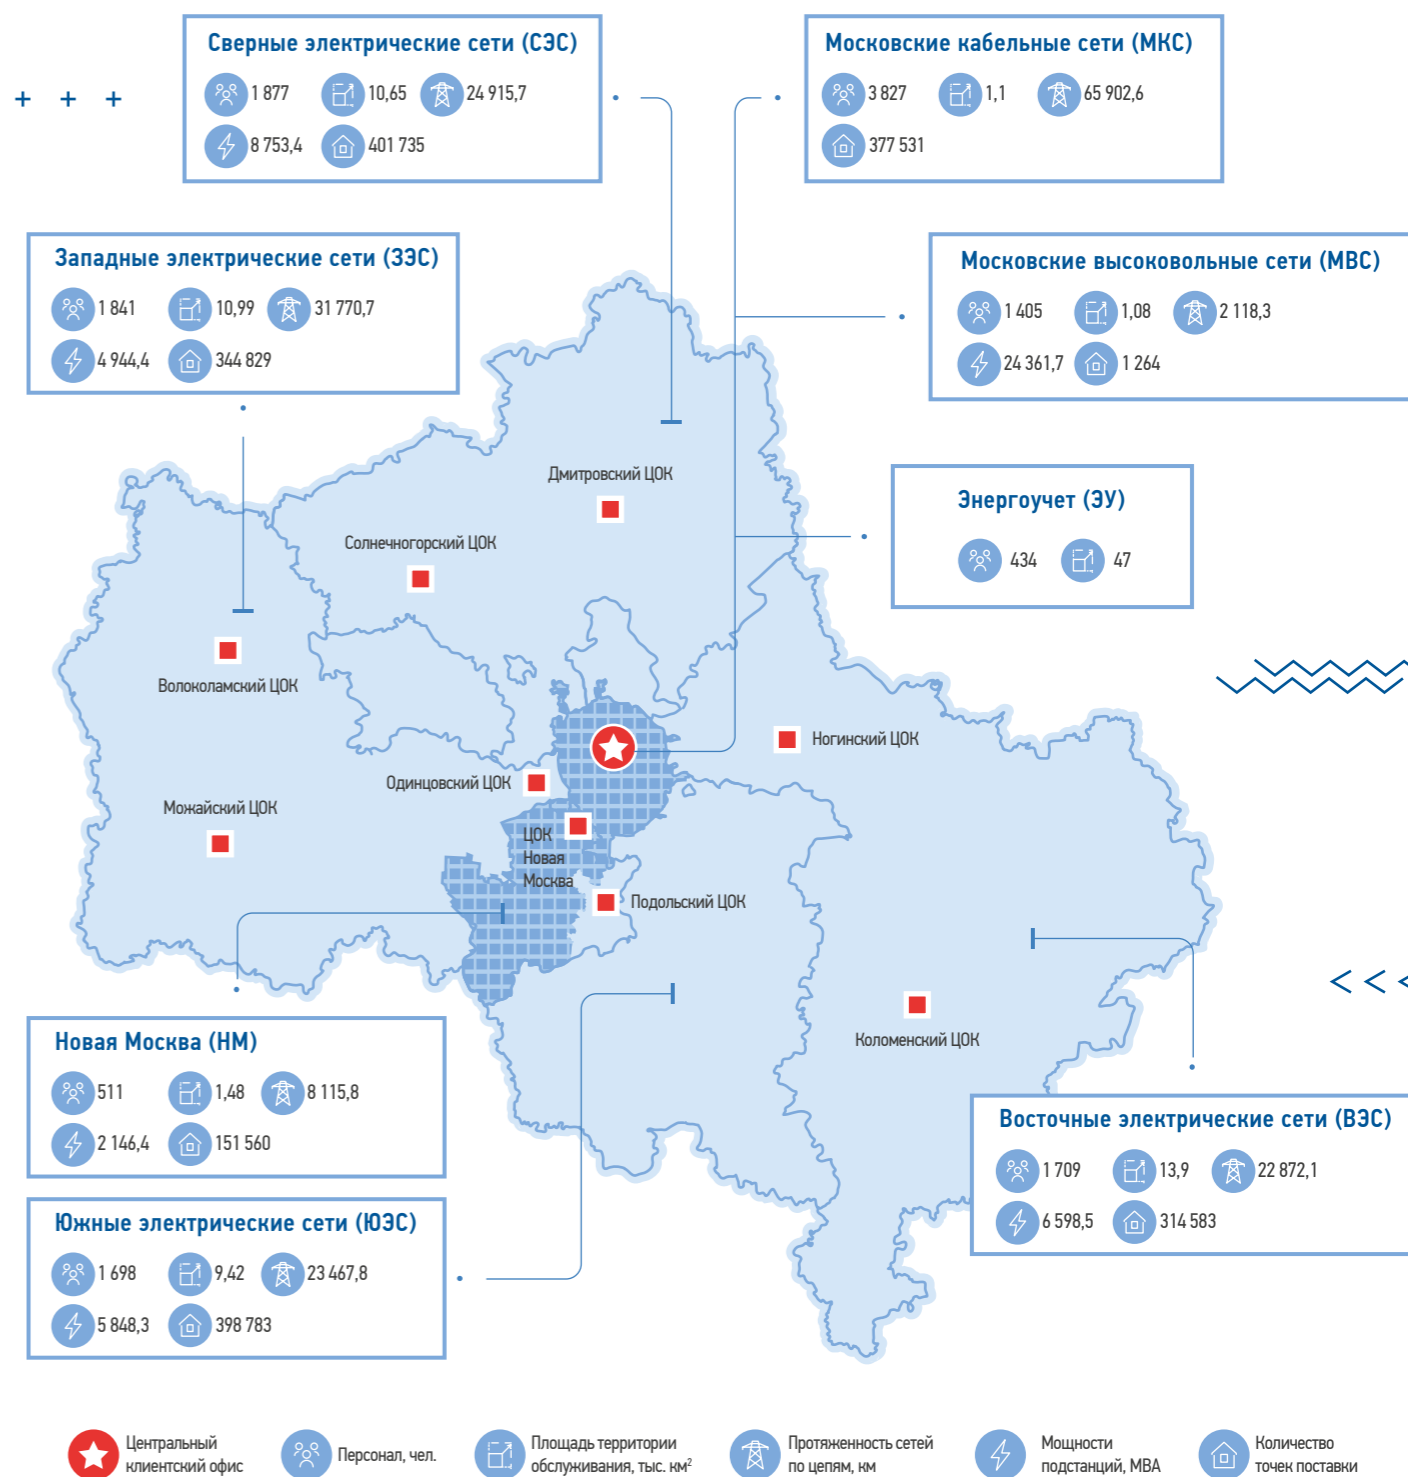 Сверные электрические сети (СЭС)
1 877 10,65 24 915,7
8 753,4 401 735
Московские кабельные сети (МКС)
3 827 1,1 65 902,6
377 531
Западные электрические сети (ЗЭС)
1 841 10,99 31 770,7
4 944,4 344 829
Московские высоковольные сети (МВС)
1 405 1,08 2 118,3
24 361,7 1 264
Энергоучет (ЭУ)
434 47
Дмитровский ЦОК
Солнечногорский ЦОК
Волоколамский ЦОК
Ногинский ЦОК
Одинцовский ЦОК
Можайский ЦОК
ЦОК
Новая
Москва
Подольский ЦОК
Коломенский ЦОК
Новая Москва (НМ)
511 1,48 8 115,8
2 146,4 151 560
Восточные электрические сети (ВЭС)
1 709 13,9 22 872,1
6 598,5 314 583
Южные электрические сети (ЮЭС)
1 698 9,42 23 467,8
5 848,3 398 783
Центральный
клиентский офис
Персонал, чел.
Площадь территории
обслуживания, тыс. км²
Протяженность сетей
по цепям, км
Мощности
подстанций, МВА
Количество
точек поставки